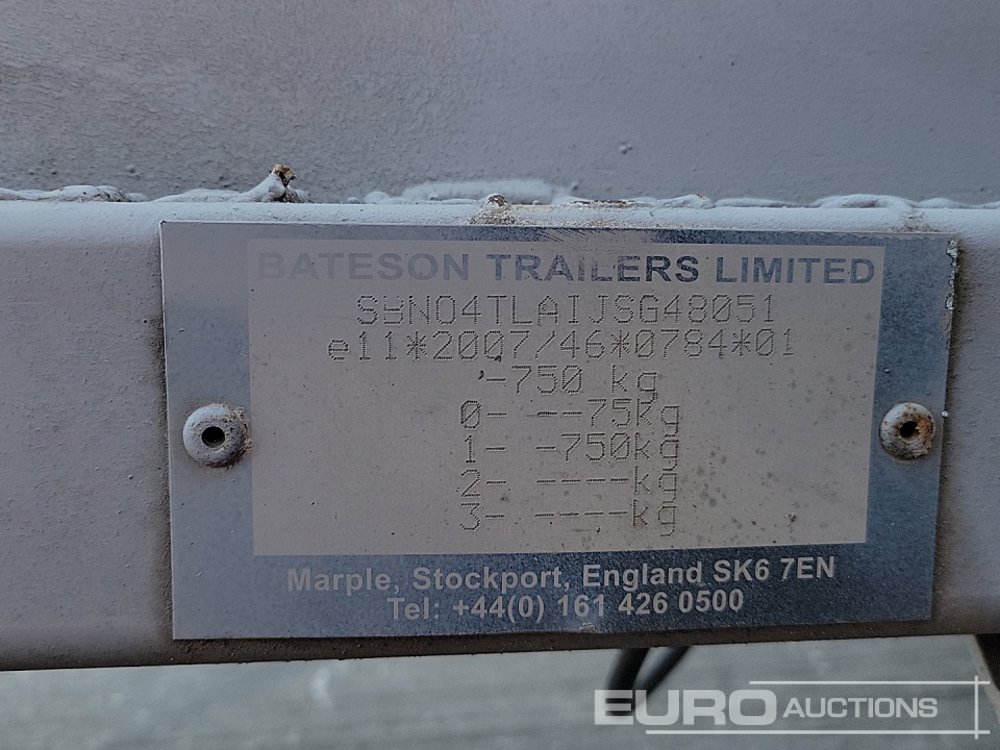 BATESON TRAILERS LIMITED
SBN04TLAIJSG48051
e11*2007/46*0784*01
-750 kg
0- --75kg
1- -750kg
2- ----kg
3- ----kg
Marple, Stockport, England SK6 7EN
Tel: +44(0) 161 426 0500
EURO AUCTIONS